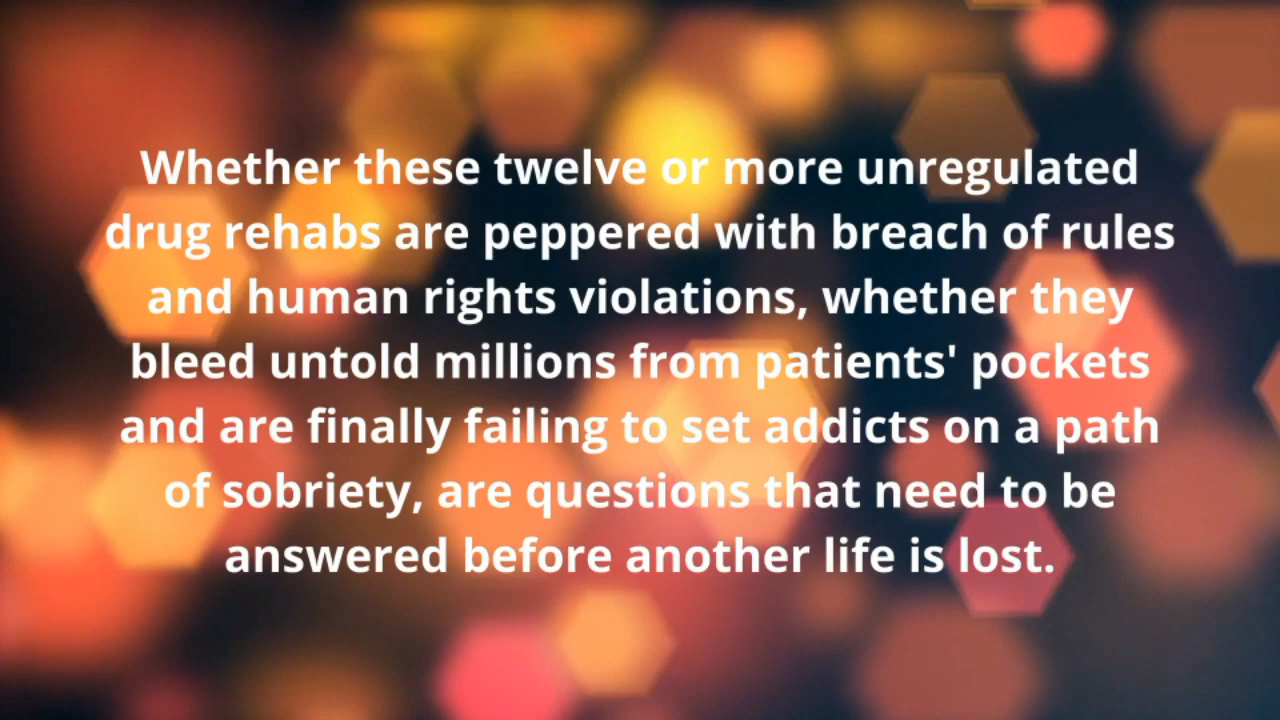 Whether these twelve or more unregulated
drug rehabs are peppered with breach of rules
and human rights violations, whether they
bleed untold millions from patients' pockets
and are finally failing to set addicts on a path
of sobriety, are questions that need to be
answered before another life is lost.